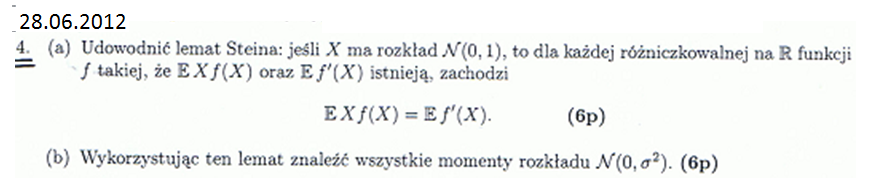 28.06.2012
4. (a) Udowodnić lemat Steina: jeśli X ma rozkład N(0, 1), to dla każdej różniczkowalnej na ℝ funkcji
f takiej, że 𝔼 X f(X) oraz 𝔼 f′(X) istnieją, zachodzi
𝔼 X f(X) = 𝔼 f′(X). (6p)
(b) Wykorzystując ten lemat znaleźć wszystkie momenty rozkładu N(0, σ²). (6p)